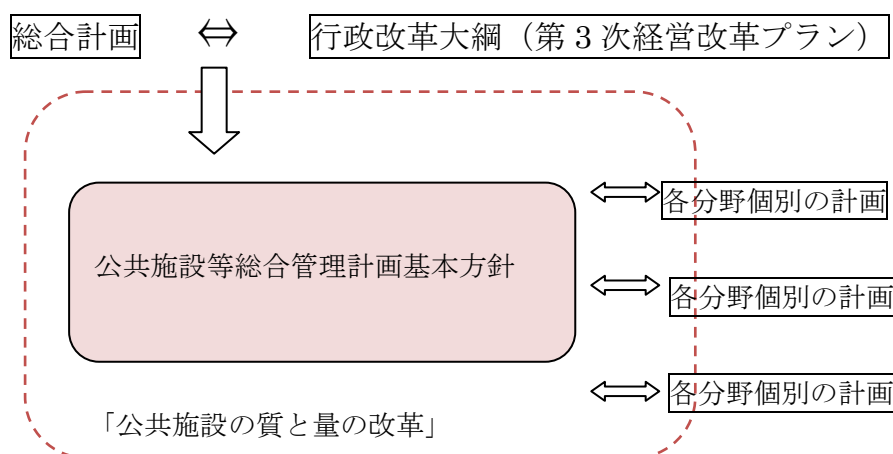 総合計画 ⇔ 行政改革大綱（第３次経営改革プラン）
各分野個別の計画
公共施設等総合管理計画基本方針
各分野個別の計画
各分野個別の計画
「公共施設の質と量の改革」